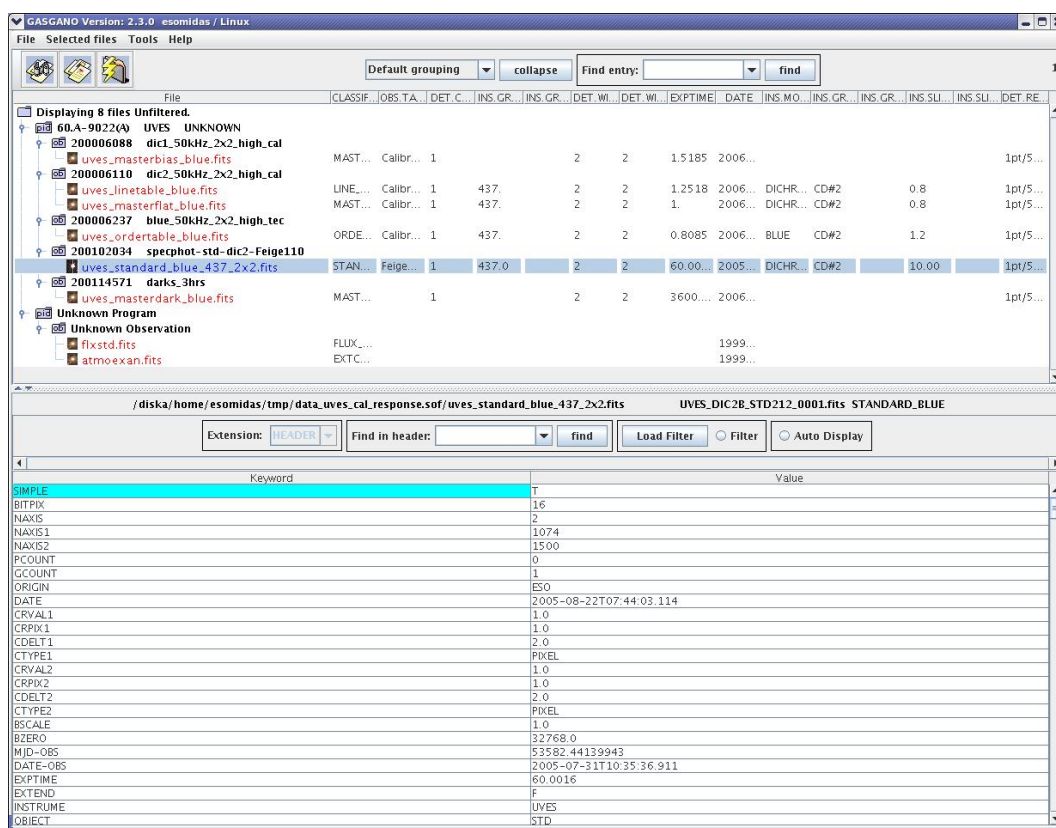 GASGANO Version: 2.3.0 esomidas / Linux
File Selected files Tools Help
Default grouping collapse Find entry: find
File CLASSIF... OBS.TA... DET.C... INS.GR... INS.GR... DET.WI... DET.WI... EXPTIME DATE INS.MO... INS.GR... INS.GR... INS.SLI... INS.SLI... DET.RE...
Displaying 8 files Unfiltered.
pid 60.A-9022(A) UVES UNKNOWN
ob 200006088 dic1_50kHz_2x2_high_cal
uves_masterbias_blue.fits MAST... Calibr... 1 2 2 1.5185 2006... 1pt/5...
ob 200006110 dic2_50kHz_2x2_high_cal
uves_linetable_blue.fits LINE_... Calibr... 1 437. 2 2 1.2518 2006... DICHR... CD#2 0.8 1pt/5...
uves_masterflat_blue.fits MAST... Calibr... 1 437. 2 2 1. 2006... DICHR... CD#2 0.8 1pt/5...
ob 200006237 blue_50kHz_2x2_high_tec
uves_ordertable_blue.fits ORDE... Calibr... 1 437. 2 2 0.8085 2006... BLUE CD#2 1.2 1pt/5...
ob 200102034 specphot-std-dic2-Feige110
uves_standard_blue_437_2x2.fits STAN... Feige... 1 437.0 2 2 60.00... 2005... DICHR... CD#2 10.00 1pt/5...
ob 200114571 darks_3hrs
uves_masterdark_blue.fits MAST... 1 2 2 3600.... 2006... 1pt/5...
pid Unknown Program
ob Unknown Observation
flxstd.fits FLUX_... 1999...
atmoexan.fits EXTC... 1999...
/diska/home/esomidas/tmp/data_uves_cal_response.sof/uves_standard_blue_437_2x2.fits UVES_DIC2B_STD212_0001.fits STANDARD_BLUE
Extension: HEADER Find in header: find Load Filter Filter Auto Display
Keyword Value
SIMPLE T
BITPIX 16
NAXIS 2
NAXIS1 1074
NAXIS2 1500
PCOUNT 0
GCOUNT 1
ORIGIN ESO
DATE 2005-08-22T07:44:03.114
CRVAL1 1.0
CRPIX1 1.0
CDELT1 2.0
CTYPE1 PIXEL
CRVAL2 1.0
CRPIX2 1.0
CDELT2 2.0
CTYPE2 PIXEL
BSCALE 1.0
BZERO 32768.0
MJD-OBS 53582.44139943
DATE-OBS 2005-07-31T10:35:36.911
EXPTIME 60.0016
EXTEND F
INSTRUME UVES
OBJECT STD